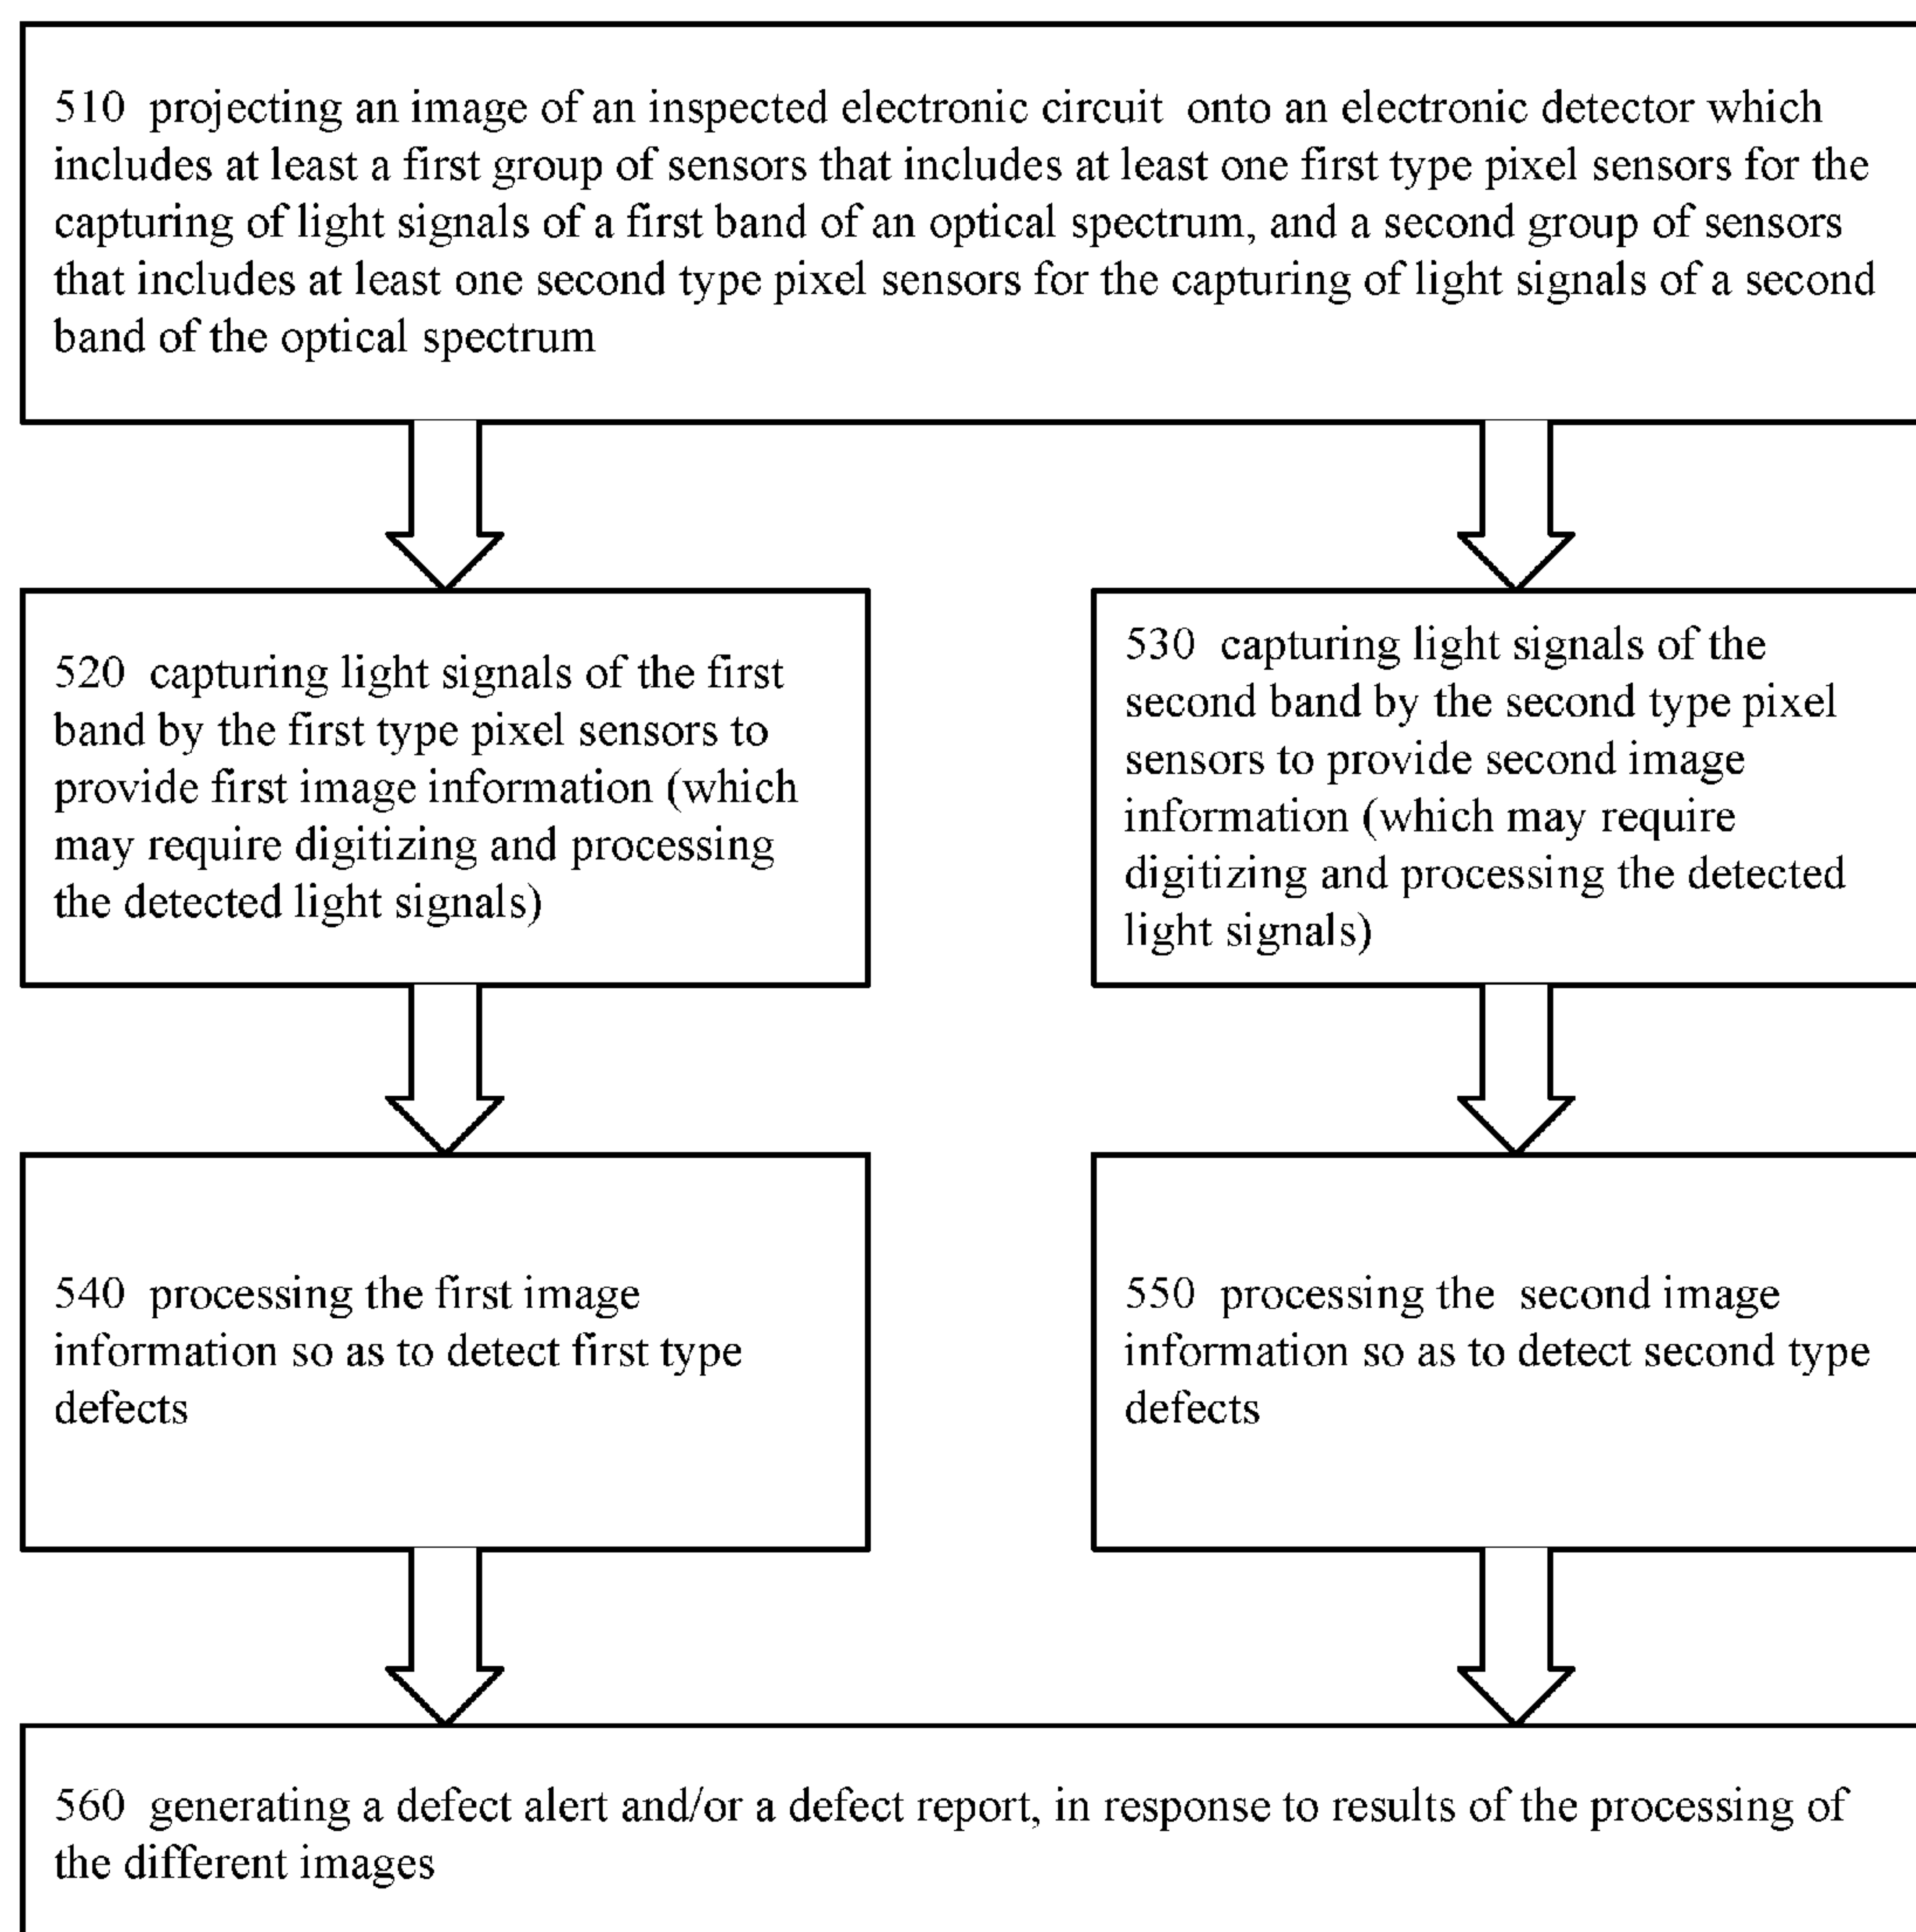 510 projecting an image of an inspected electronic circuit onto an electronic detector which
includes at least a first group of sensors that includes at least one first type pixel sensors for the
capturing of light signals of a first band of an optical spectrum, and a second group of sensors
that includes at least one second type pixel sensors for the capturing of light signals of a second
band of the optical spectrum
520 capturing light signals of the first
band by the first type pixel sensors to
provide first image information (which
may require digitizing and processing
the detected light signals)
530 capturing light signals of the
second band by the second type pixel
sensors to provide second image
information (which may require
digitizing and processing the detected
light signals)
540 processing the first image
information so as to detect first type
defects
550 processing the second image
information so as to detect second type
defects
560 generating a defect alert and/or a defect report, in response to results of the processing of
the different images